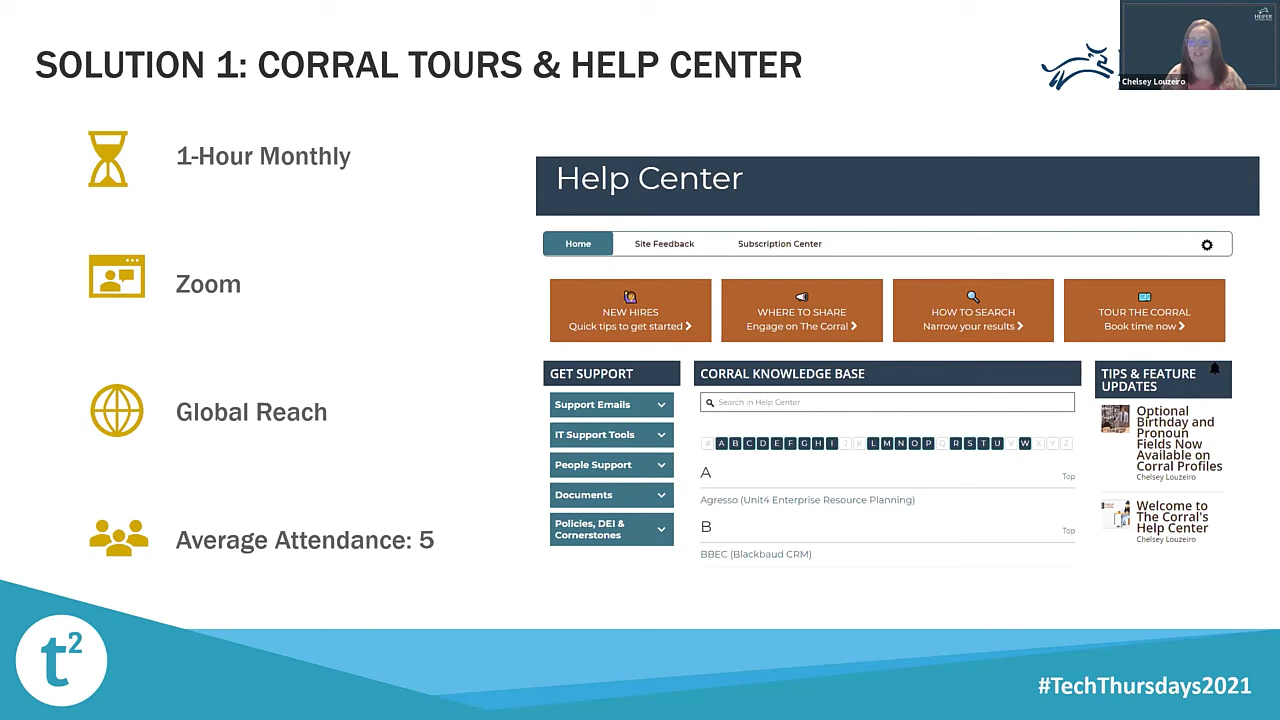 SOLUTION 1: CORRAL TOURS & HELP CENTER
Chelsey Louzeiro
HEIFER
1-Hour Monthly
Zoom
Global Reach
Average Attendance: 5
Help Center
Home
Site Feedback
Subscription Center
NEW HIRES
Quick tips to get started
WHERE TO SHARE
Engage on The Corral
HOW TO SEARCH
Narrow your results
TOUR THE CORRAL
Book time now
GET SUPPORT
Support Emails
IT Support Tools
People Support
Documents
Policies, DEI &
Cornerstones
CORRAL KNOWLEDGE BASE
Search in Help Center
# A B C D E F G H I J K L M N O P Q R S T U V W X Y Z
A
Top
Agresso (Unit4 Enterprise Resource Planning)
B
Top
BBEC (Blackbaud CRM)
TIPS & FEATURE
UPDATES
Optional
Birthday and
Pronoun
Fields Now
Available on
Corral Profiles
Chelsey Louzeiro
Welcome to
The Corral's
Help Center
Chelsey Louzeiro
t²
#TechThursdays2021